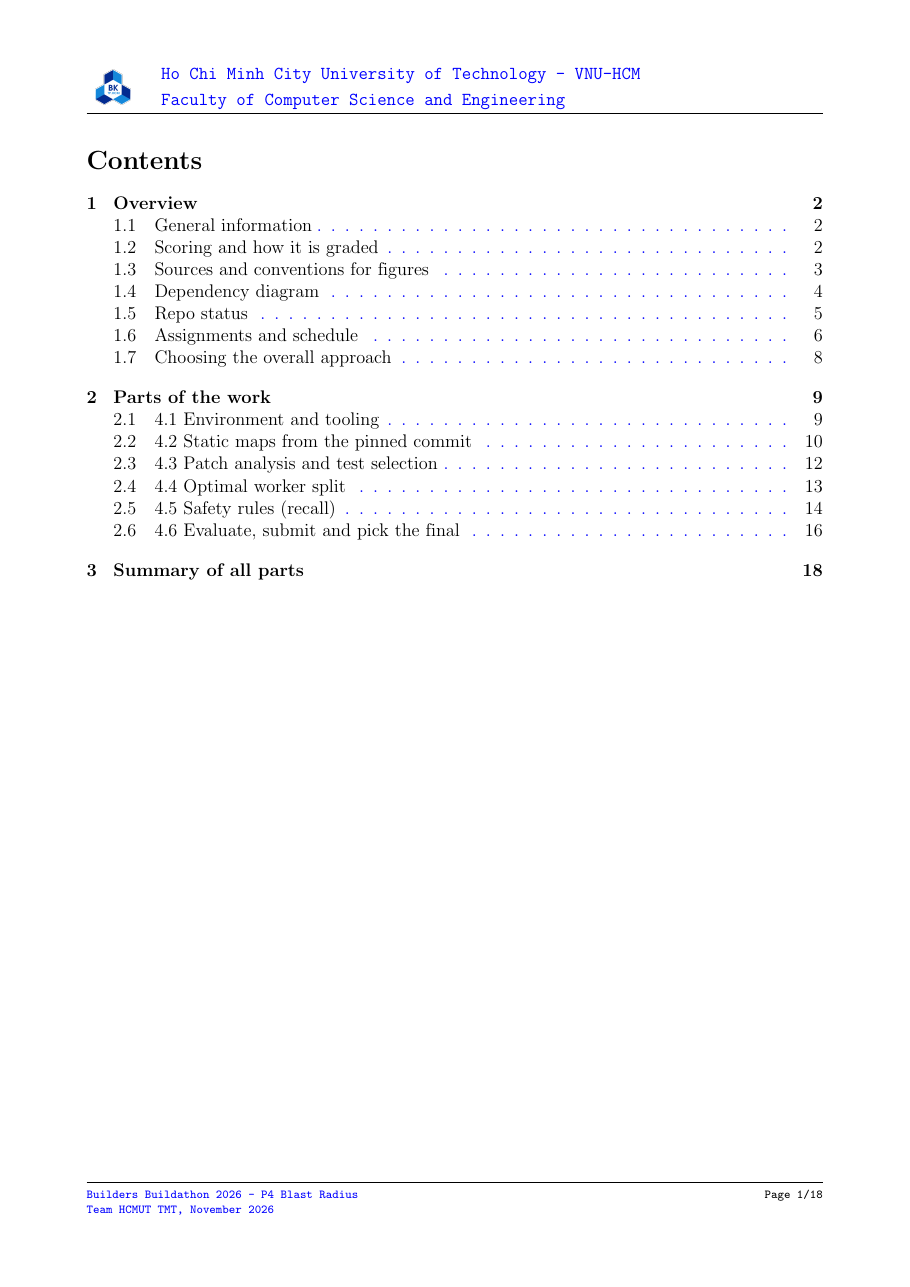 BK
Ho Chi Minh City University of Technology - VNU-HCM
Faculty of Computer Science and Engineering
Contents
1 Overview 2
1.1 General information . . . . . . . . . . . . . . . . . . . . . . . . . . . . . . . . . . 2
1.2 Scoring and how it is graded . . . . . . . . . . . . . . . . . . . . . . . . . . . . . 2
1.3 Sources and conventions for figures . . . . . . . . . . . . . . . . . . . . . . . . . 3
1.4 Dependency diagram . . . . . . . . . . . . . . . . . . . . . . . . . . . . . . . . . 4
1.5 Repo status . . . . . . . . . . . . . . . . . . . . . . . . . . . . . . . . . . . . . . 5
1.6 Assignments and schedule . . . . . . . . . . . . . . . . . . . . . . . . . . . . . . 6
1.7 Choosing the overall approach . . . . . . . . . . . . . . . . . . . . . . . . . . . . 8
2 Parts of the work 9
2.1 4.1 Environment and tooling . . . . . . . . . . . . . . . . . . . . . . . . . . . . . 9
2.2 4.2 Static maps from the pinned commit . . . . . . . . . . . . . . . . . . . . . . 10
2.3 4.3 Patch analysis and test selection . . . . . . . . . . . . . . . . . . . . . . . . . 12
2.4 4.4 Optimal worker split . . . . . . . . . . . . . . . . . . . . . . . . . . . . . . . 13
2.5 4.5 Safety rules (recall) . . . . . . . . . . . . . . . . . . . . . . . . . . . . . . . . 14
2.6 4.6 Evaluate, submit and pick the final . . . . . . . . . . . . . . . . . . . . . . . 16
3 Summary of all parts 18
Builders Buildathon 2026 - P4 Blast Radius Page 1/18
Team HCMUT TMT, November 2026